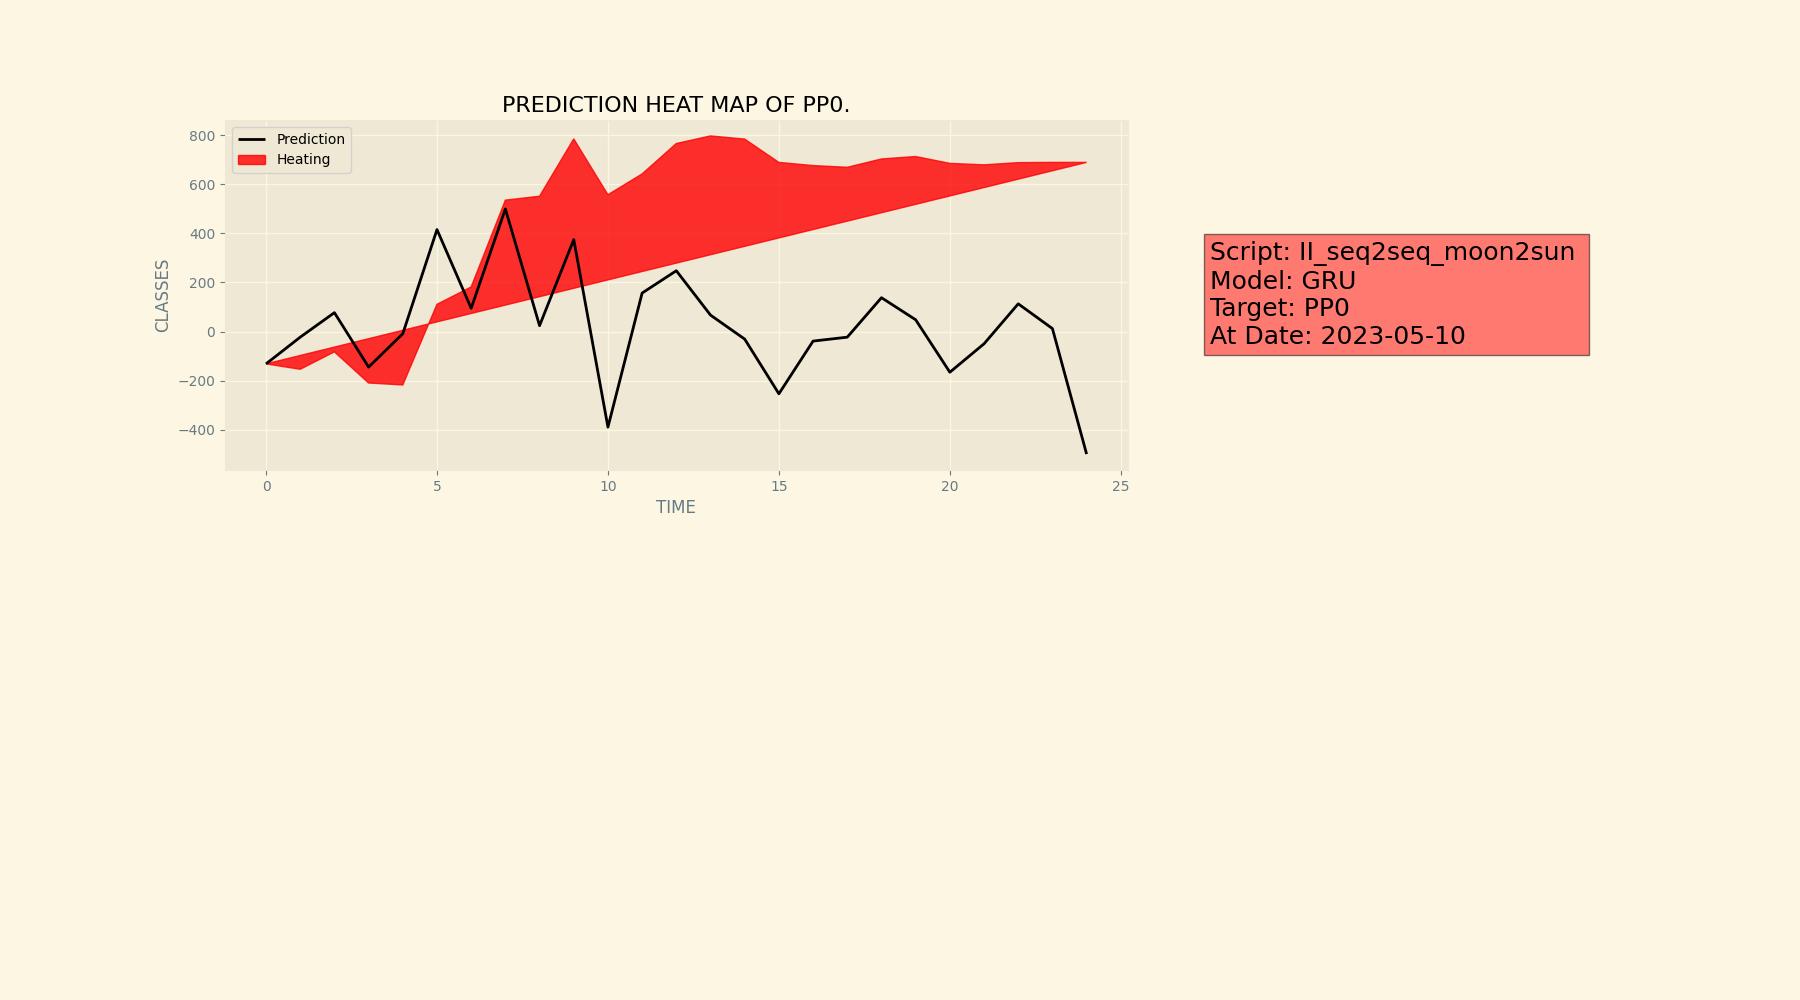 PREDICTION HEAT MAP OF PP0.
Prediction
Heating
800
600
400
200
0
−200
−400
CLASSES
0 5 10 15 20 25
TIME
Script: II_seq2seq_moon2sun
Model: GRU
Target: PP0
At Date: 2023-05-10